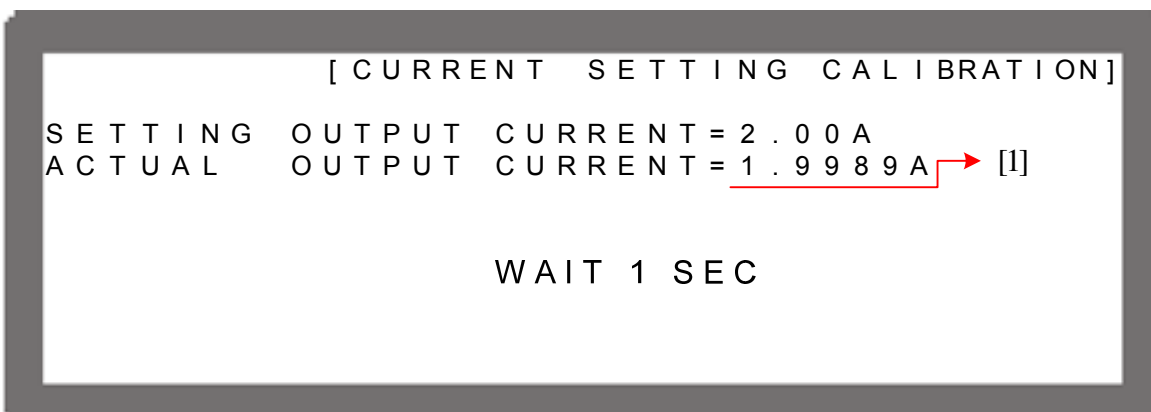 [CURRENT SETTING CALIBRATION]
SETTING OUTPUT CURRENT=2.00A
ACTUAL OUTPUT CURRENT=1.9989A [1]
WAIT 1 SEC